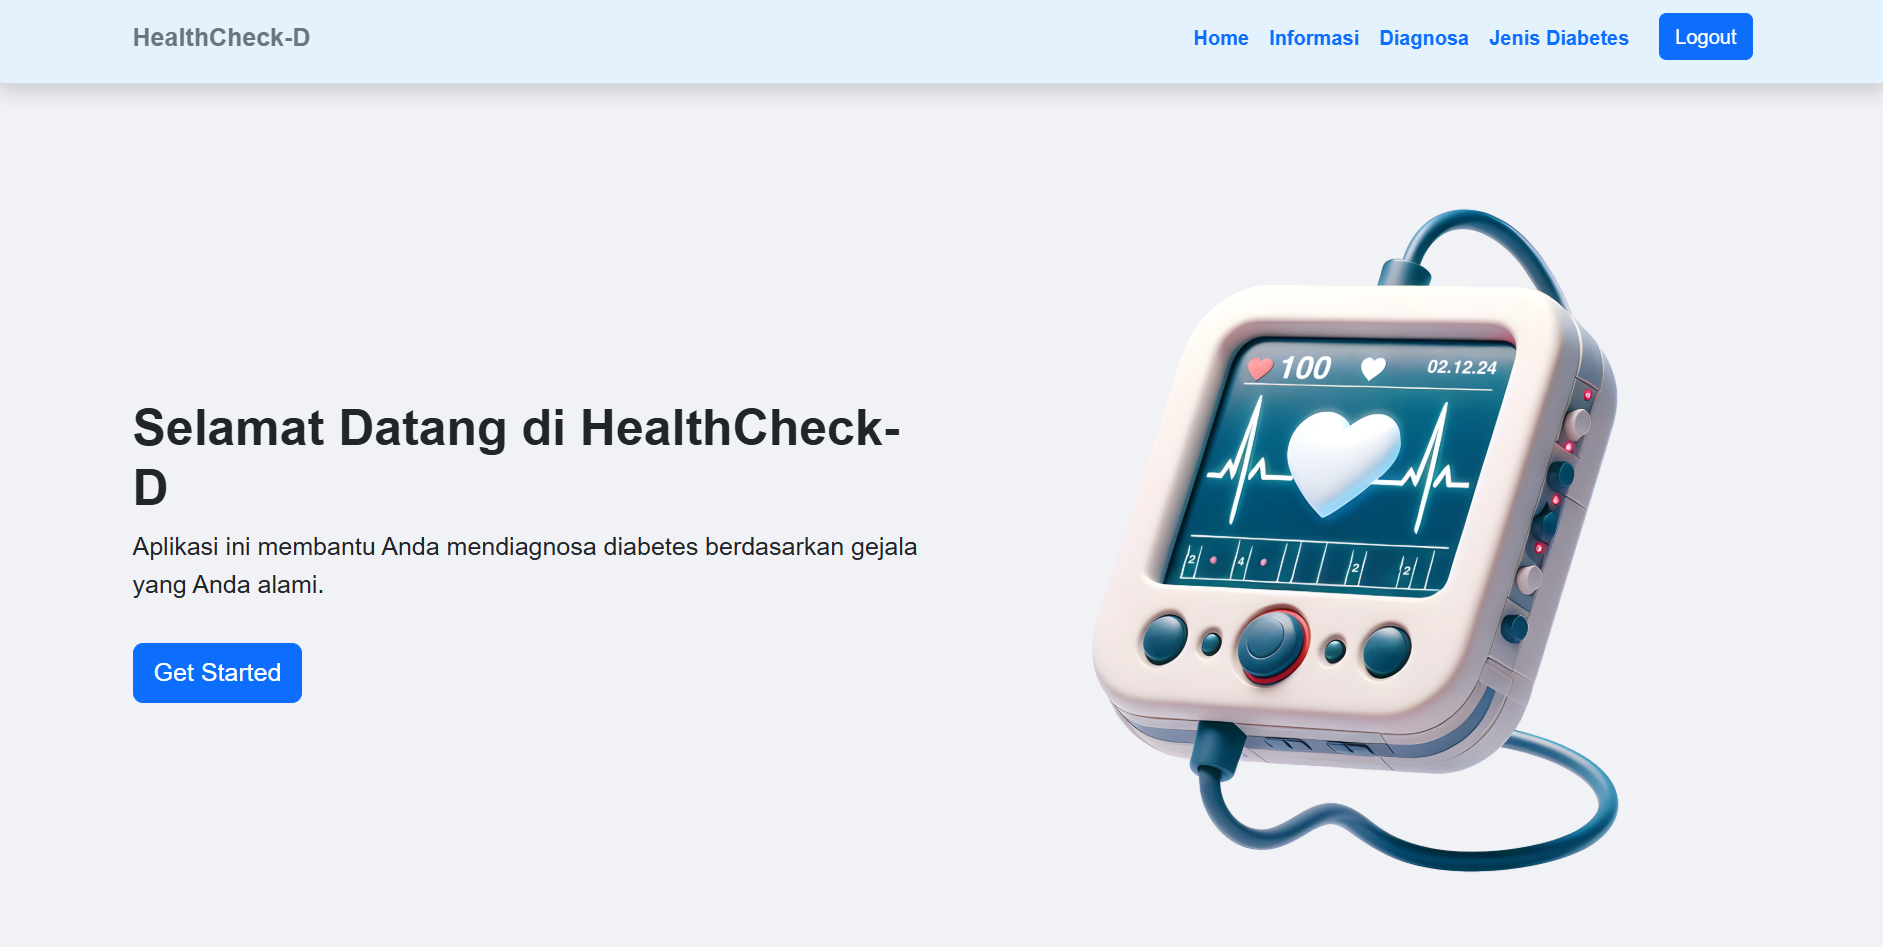 HealthCheck-D
Home Informasi Diagnosa Jenis Diabetes Logout
Selamat Datang di HealthCheck-
D
Aplikasi ini membantu Anda mendiagnosa diabetes berdasarkan gejala
yang Anda alami.
Get Started
100 02.12.24
2 4 2 2